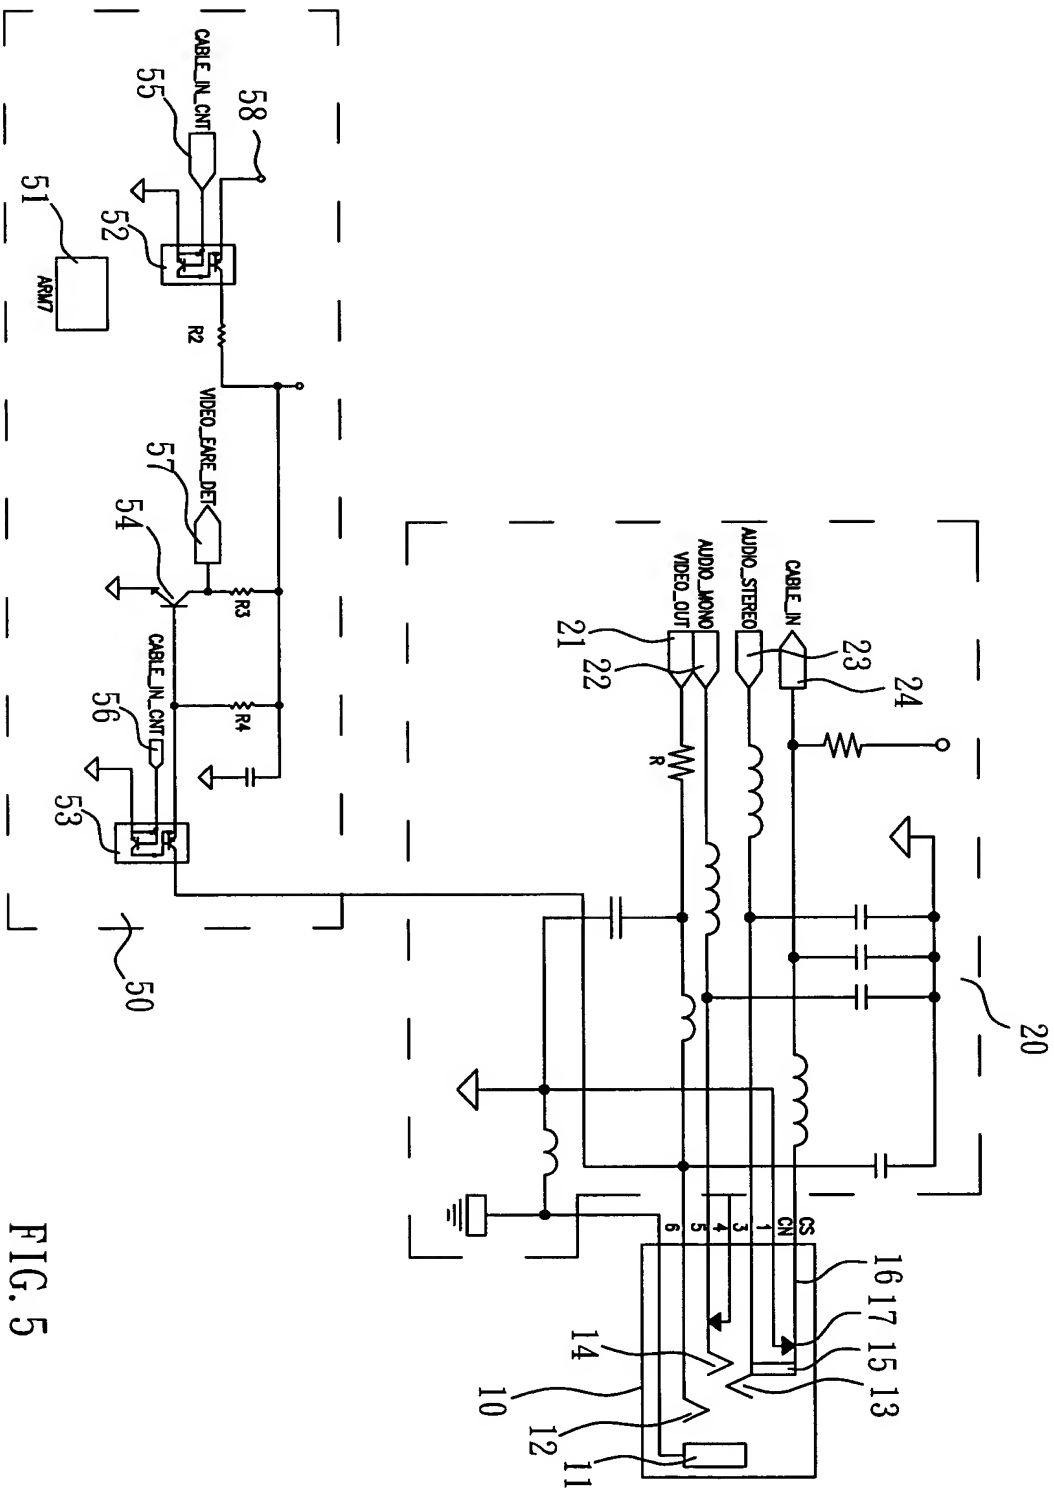 20
CABLE_IN
24
AUDIO_STEREO
23
AUDIO_MONO
22
VIDEO_OUT
21
R
CS
CN
1
3
4
5
6
16
17
15
13
14
12
11
10
58
CABLE_IN_CNT
55
52
51
ARM7
R2
VIDEO_EARE_DET
57
54
R3
R4
CABLE_IN_CNT
56
53
50
FIG. 5